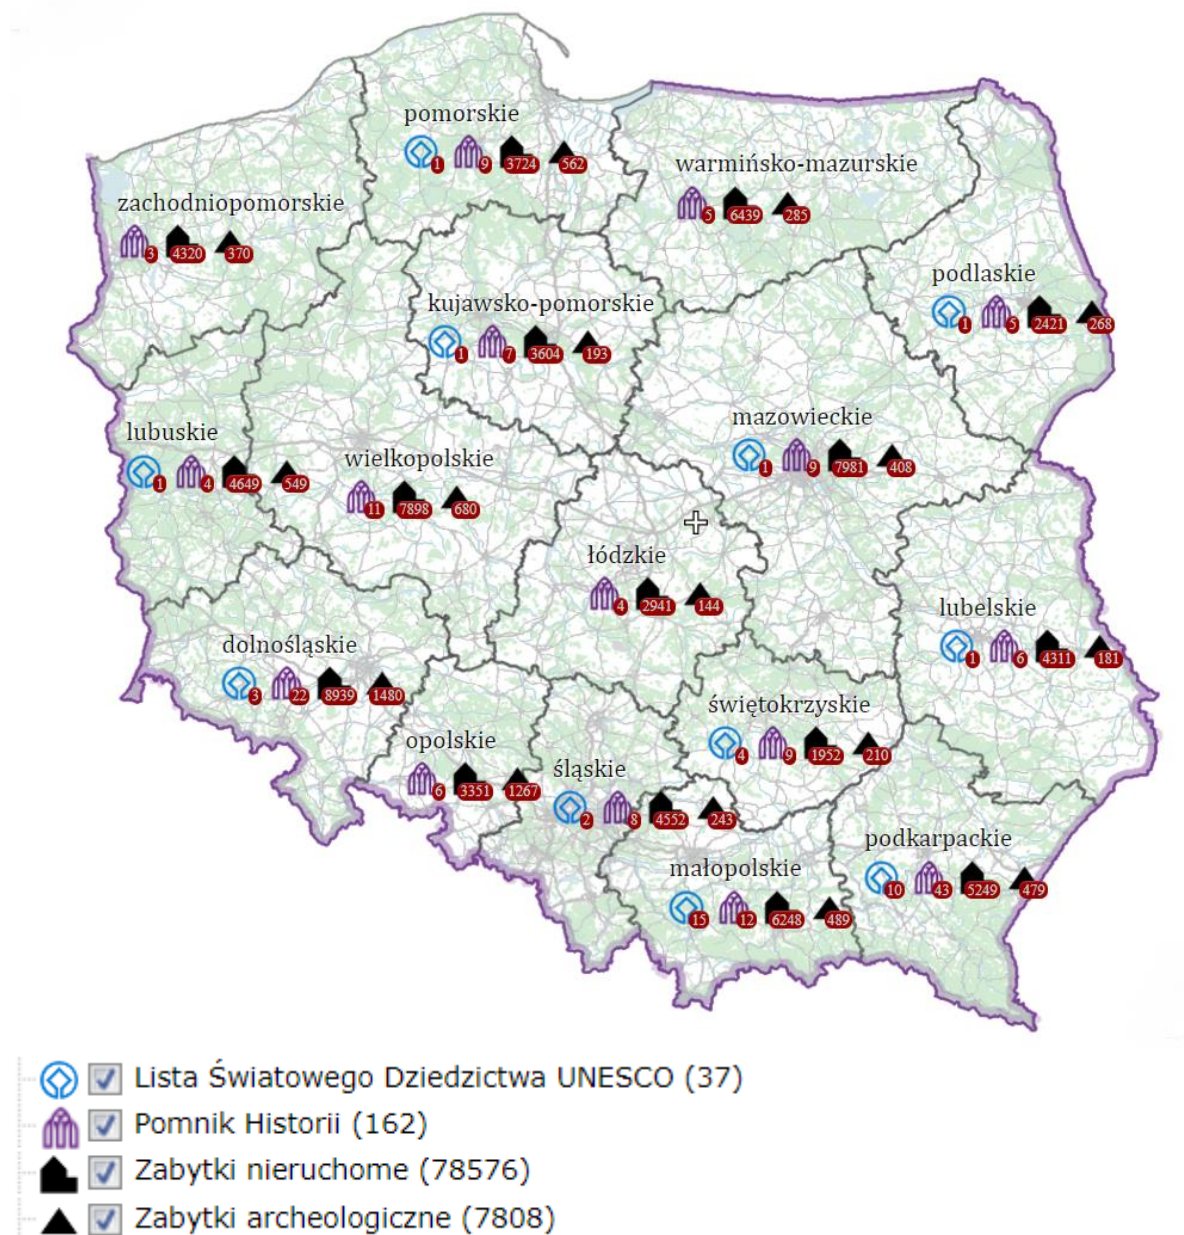 pomorskie
1 9 3724 562
warmińsko-mazurskie
5 6439 285
zachodniopomorskie
3 4320 370
podlaskie
1 5 2421 268
kujawsko-pomorskie
1 7 3604 193
mazowieckie
1 9 7981 408
lubuskie
1 4 4649 549
wielkopolskie
11 7898 680
łódzkie
4 2941 144
lubelskie
1 6 4311 181
dolnośląskie
3 22 8939 1480
świętokrzyskie
4 9 1952 210
opolskie
6 3351 1267
śląskie
2 8 4552 243
podkarpackie
10 43 5249 479
małopolskie
15 12 6248 489
Lista Światowego Dziedzictwa UNESCO (37)
Pomnik Historii (162)
Zabytki nieruchome (78576)
Zabytki archeologiczne (7808)